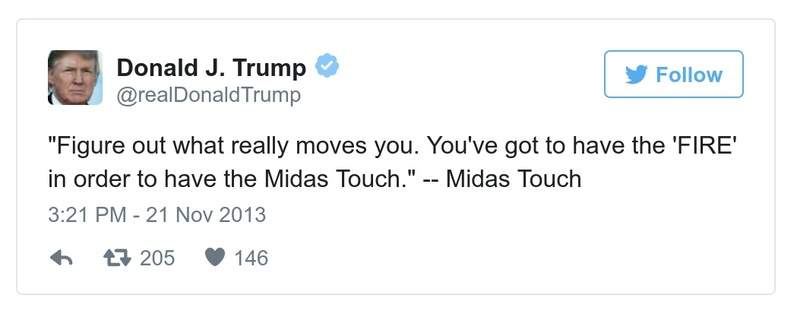 Donald J. Trump
@realDonaldTrump
Follow
"Figure out what really moves you. You've got to have the 'FIRE'
in order to have the Midas Touch." -- Midas Touch
3:21 PM - 21 Nov 2013
205 146